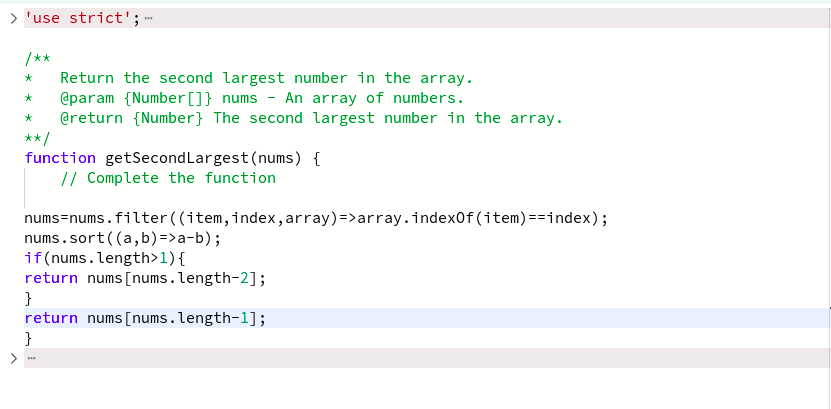 'use strict';⋯
/**
*   Return the second largest number in the array.
*   @param {Number[]} nums - An array of numbers.
*   @return {Number} The second largest number in the array.
**/
function getSecondLargest(nums) {
    // Complete the function
nums=nums.filter((item,index,array)=>array.indexOf(item)==index);
nums.sort((a,b)=>a-b);
if(nums.length>1){
return nums[nums.length-2];
}
return nums[nums.length-1];
}
⋯